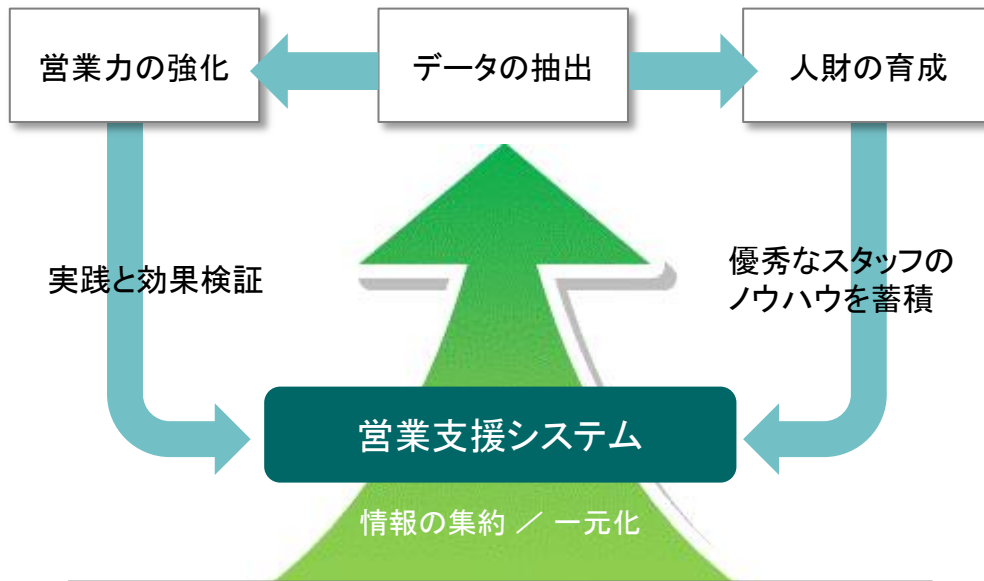 営業力の強化
データの抽出
人財の育成
実践と効果検証
優秀なスタッフの
ノウハウを蓄積
営業支援システム
情報の集約 ／ 一元化